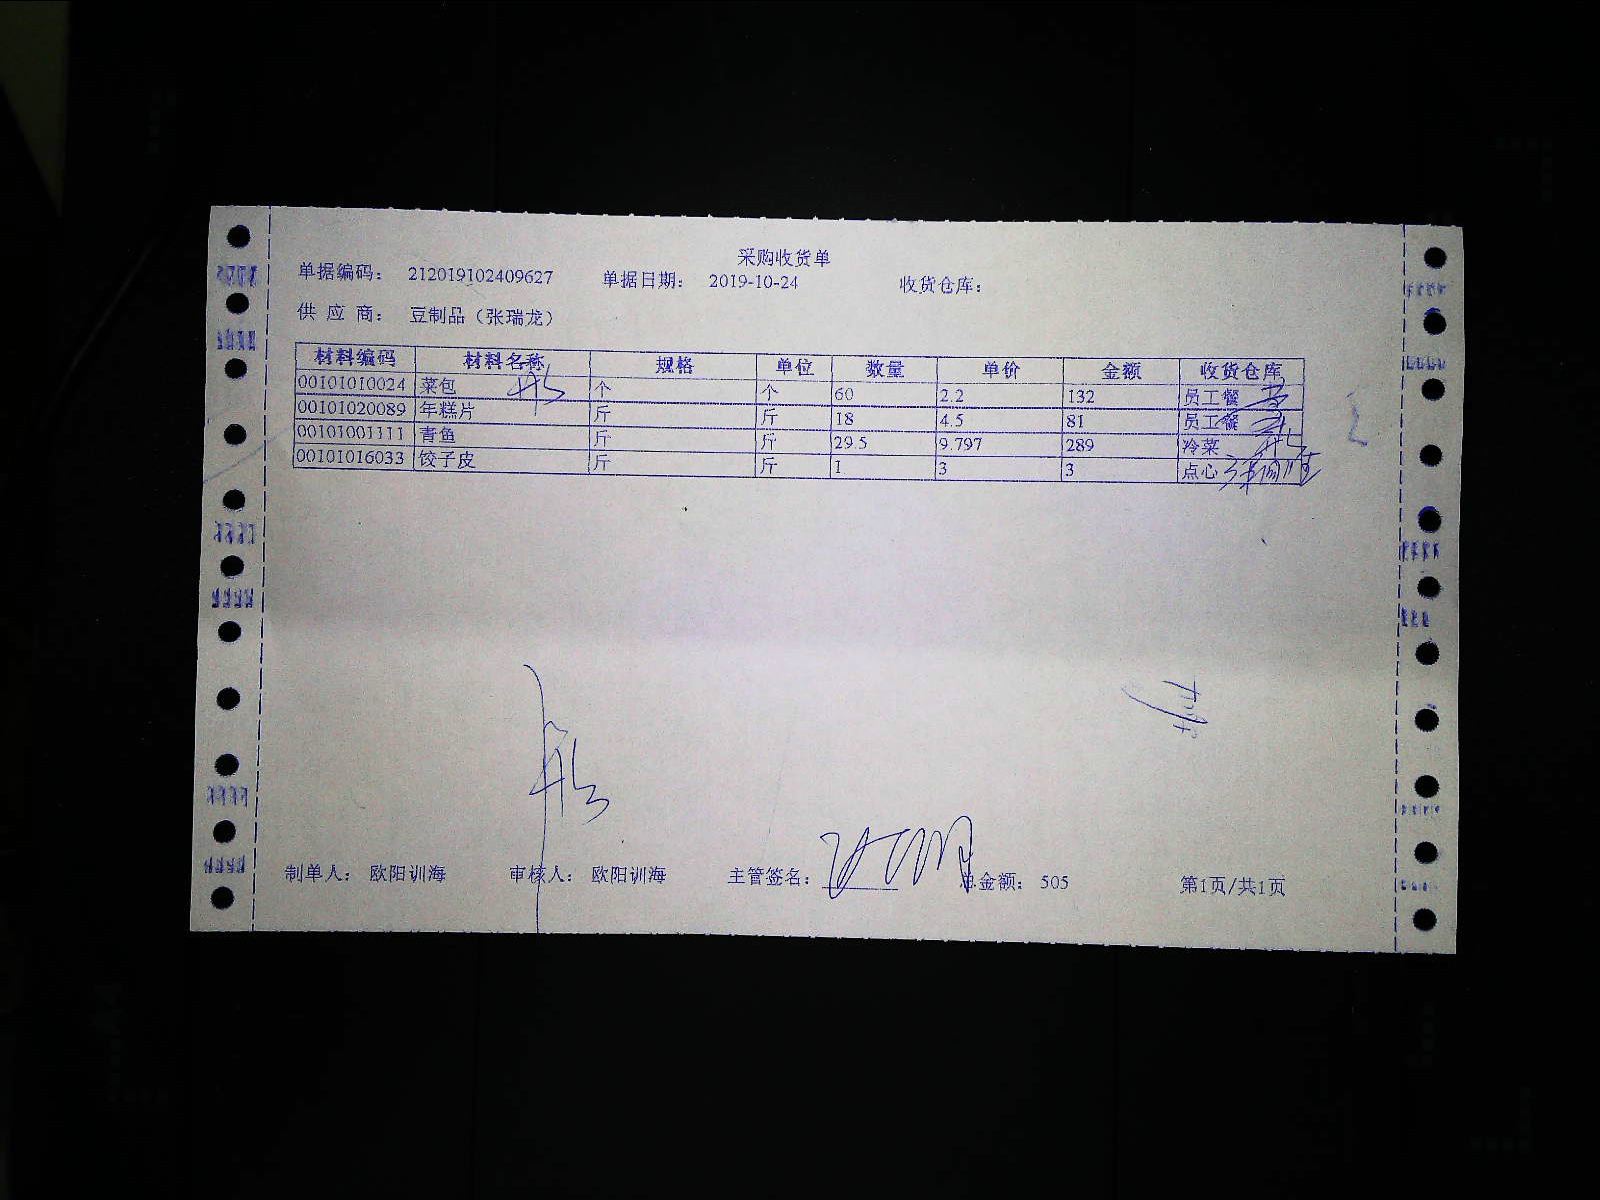 采购收货单
单据编码： 212019102409627 单据日期： 2019-10-24 收货仓库：
供 应 商： 豆制品（张瑞龙）
材料编码 材料名称 规格 单位 数量 单价 金额 收货仓库
00101010024 菜包 个 个 60 2.2 132 员工餐
00101020089 年糕片 斤 斤 18 4.5 81 员工餐
00101001111 青鱼 斤 斤 29.5 9.797 289 冷菜
00101016033 饺子皮 斤 斤 1 3 3 点心
制单人： 欧阳训海 审核人： 欧阳训海 主管签名： 总金额： 505 第1页/共1页